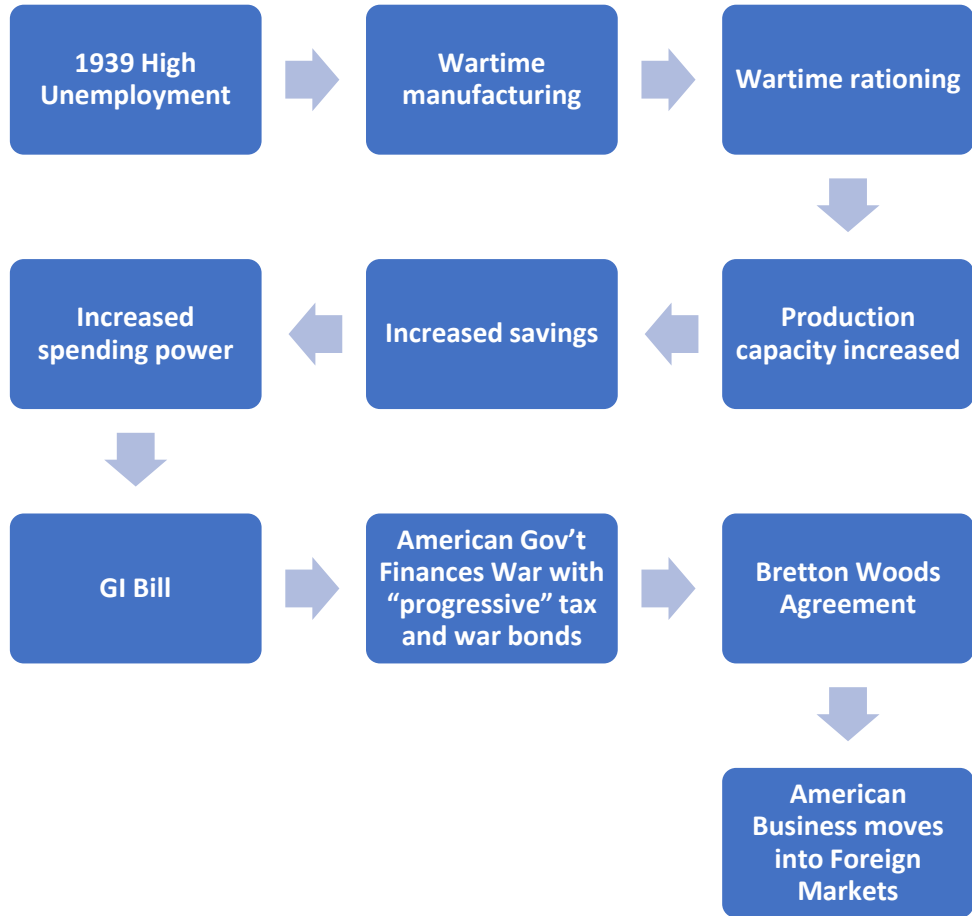 1939 High
Unemployment
Wartime
manufacturing
Wartime rationing
Production
capacity increased
Increased savings
Increased
spending power
GI Bill
American Gov’t
Finances War with
“progressive” tax
and war bonds
Bretton Woods
Agreement
American
Business moves
into Foreign
Markets